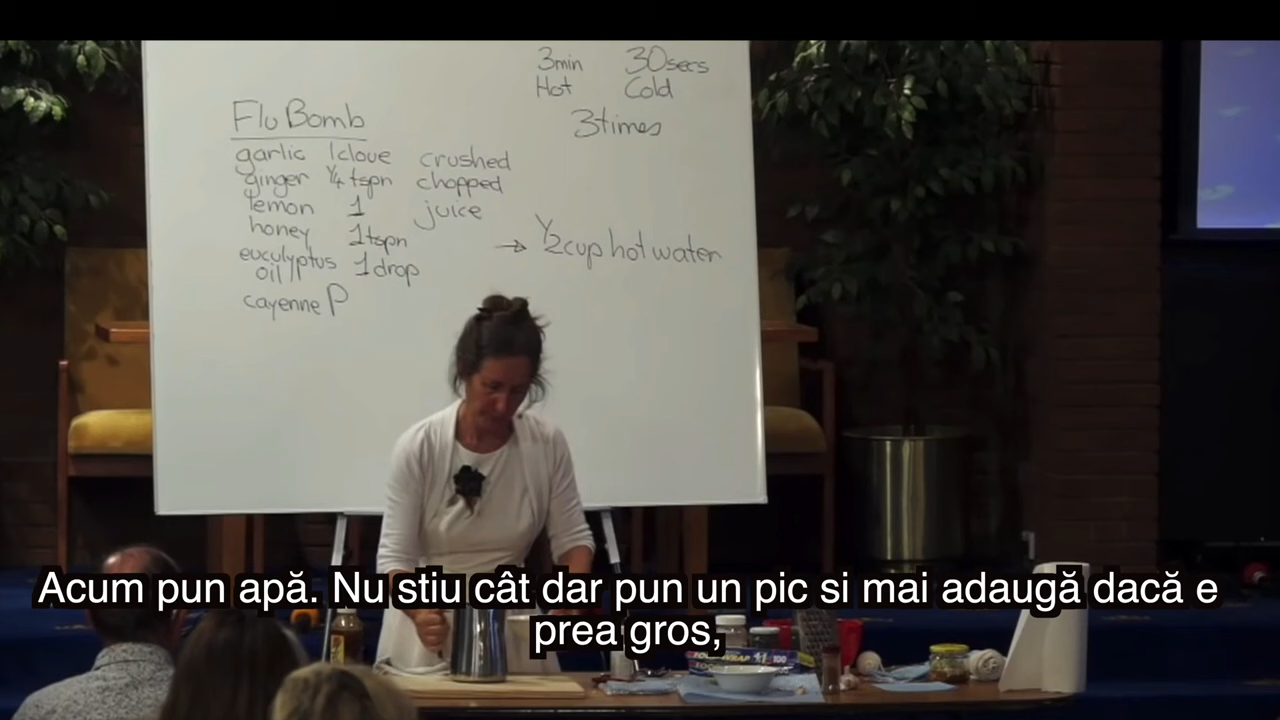 3min 30secs
Hot Cold
3times
Flu Bomb
garlic 1clove crushed
ginger 1/4 tspn chopped
lemon 1 juice
honey 1tspn
eucylyptus
oil 1drop
→ 1/2cup hot water
cayenne P
Acum pun apă. Nu stiu cât dar pun un pic si mai adaugă dacă e
prea gros,